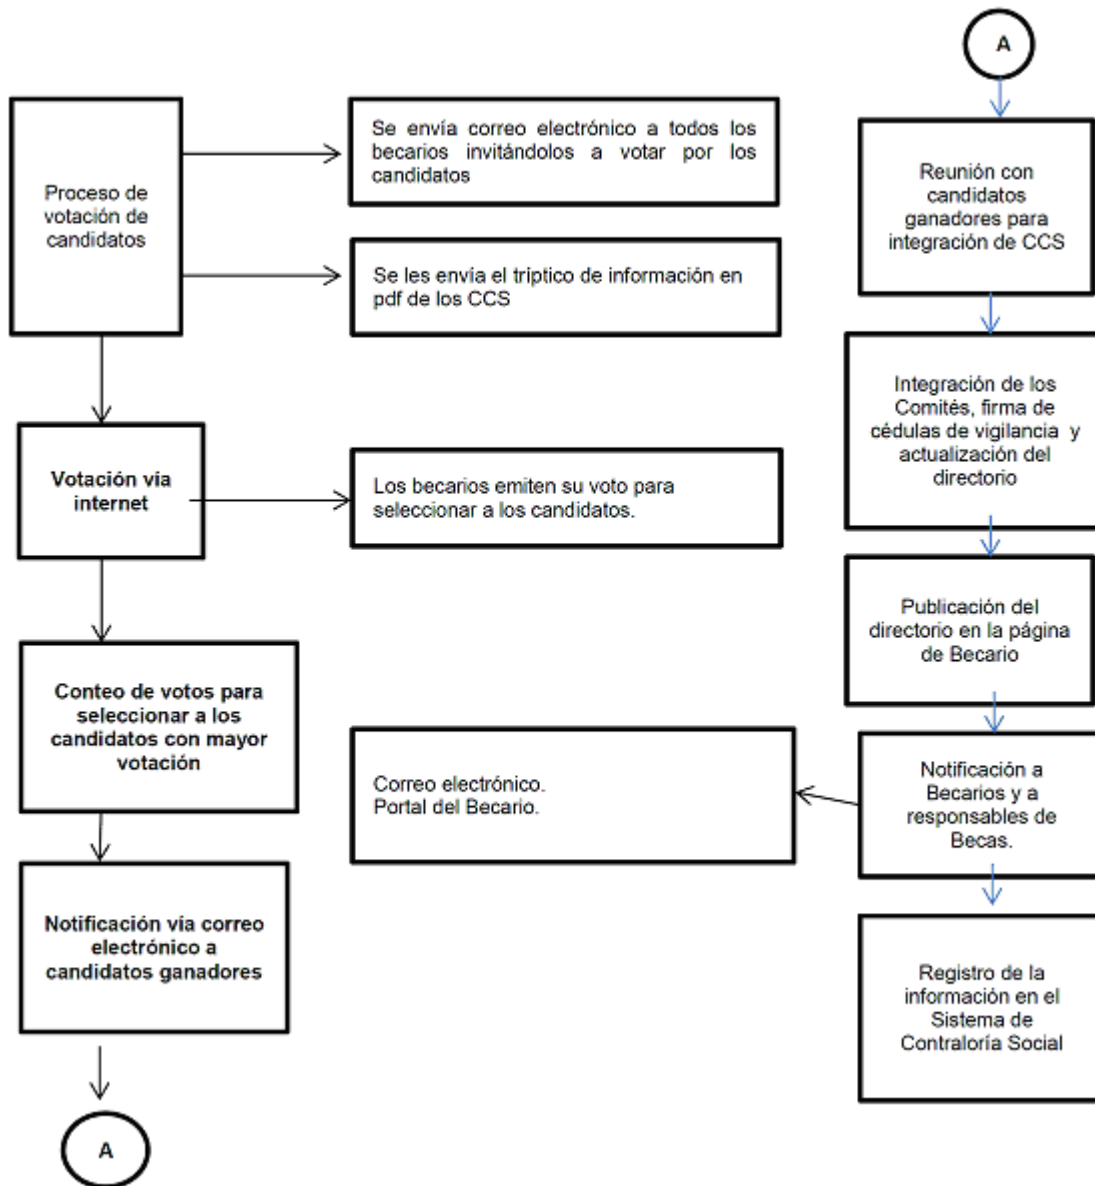 Proceso de
votación de
candidatos
Se envía correo electrónico a todos los
becarios invitándolos a votar por los
candidatos
Se les envía el triptico de información en
pdf de los CCS
Votación vía
internet
Los becarios emiten su voto para
seleccionar a los candidatos.
Conteo de votos para
seleccionar a los
candidatos con mayor
votación
Notificación vía correo
electrónico a
candidatos ganadores
A
A
Reunión con
candidatos
ganadores para
integración de CCS
Integración de los
Comités, firma de
cédulas de vigilancia y
actualización del
directorio
Publicación del
directorio en la página
de Becario
Notificación a
Becarios y a
responsables de
Becas.
Correo electrónico.
Portal del Becario.
Registro de la
información en el
Sistema de
Contraloría Social